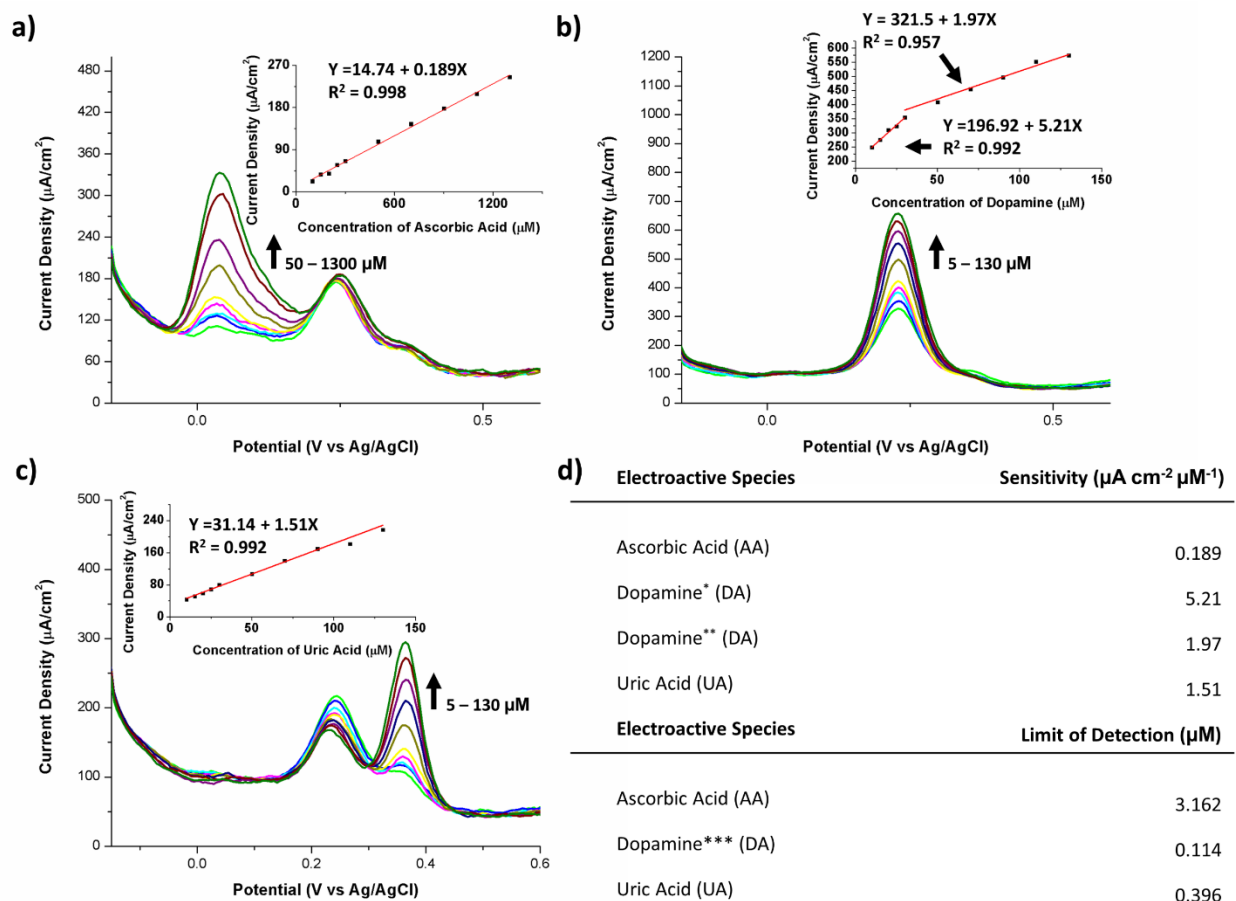 a)
480
430
380
330
280
230
180
120
60
0
Current Density (µA/cm²)
0.0
0.5
Potential (V vs Ag/AgCl)
50 – 1300 µM
270
180
90
0
Current Density (µA/cm²)
0
600
1200
Concentration of Ascorbic Acid (µM)
Y =14.74 + 0.189X
R² = 0.998
b)
1200
1100
1000
900
800
700
600
500
400
300
200
100
0
Current Density (µA/cm²)
0.0
0.5
Potential (V vs Ag/AgCl)
5 – 130 µM
Y = 321.5 + 1.97X
R² = 0.957
600
550
500
450
400
350
300
250
200
Current Density (µA/cm²)
0
50
100
150
Concentration of Dopamine (µM)
Y =196.92 + 5.21X
R² = 0.992
c)
500
400
300
200
100
0
Current Density (µA/cm²)
0.0
0.2
0.4
0.6
Potential (V vs Ag/AgCl)
5 – 130 µM
240
160
80
0
Current Density (µA/cm²)
0
50
100
150
Concentration of Uric Acid (µM)
Y =31.14 + 1.51X
R² = 0.992
d)
Electroactive Species Sensitivity (µA cm⁻² µM⁻¹)
Ascorbic Acid (AA) 0.189
Dopamine* (DA) 5.21
Dopamine** (DA) 1.97
Uric Acid (UA) 1.51
Electroactive Species Limit of Detection (µM)
Ascorbic Acid (AA) 3.162
Dopamine*** (DA) 0.114
Uric Acid (UA) 0.396